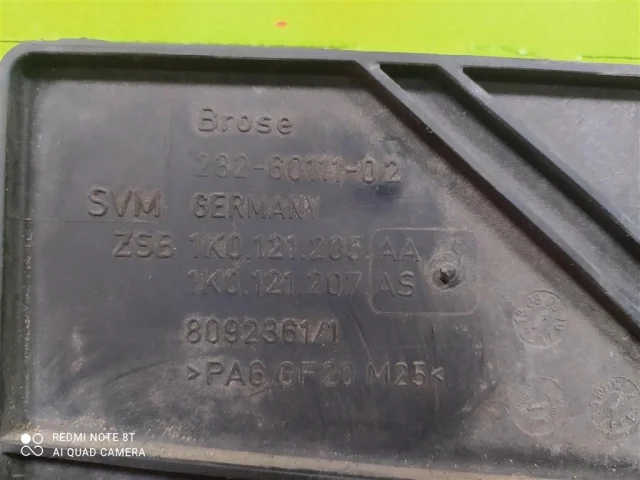 Brose
232-60111-02
SVM GERMANY
ZSB 1K0.121.205.AA
1K0.121.207 AS
8092361/1
>PA6.GF20 M25<
REDMI NOTE 8T
AI QUAD CAMERA